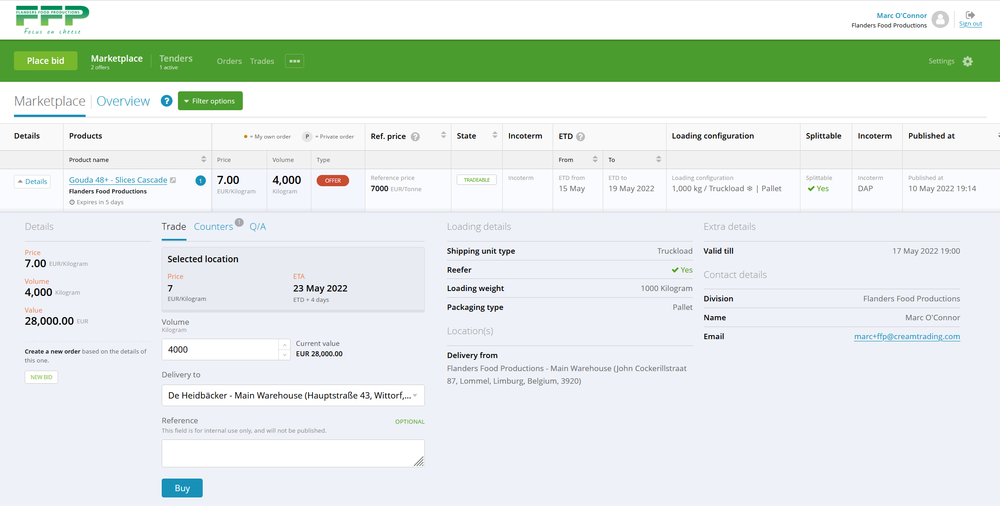 FLANDERS FOOD PRODUCTIONS
FFP
Focus on cheese
Marc O'Connor
Flanders Food Productions
Sign out
Place bid
Marketplace
2 offers
Tenders
1 active
Orders
Trades
Settings
Marketplace
Overview
?
Filter options
Details
Products
= My own order
P = Private order
Ref. price ?
State
Incoterm
ETD ?
Loading configuration
Splittable
Incoterm
Published at
Product name
Price
Volume
Type
From
To
Details
Gouda 48+ - Slices Cascade
1
Flanders Food Productions
Expires in 5 days
7.00
EUR/Kilogram
4,000
Kilogram
OFFER
Reference price
7000 EUR/Tonne
TRADEABLE
Incoterm
ETD from
15 May
ETD to
19 May 2022
Loading configuration
1,000 kg / Truckload ❄ | Pallet
Splittable
Yes
Incoterm
DAP
Published at
10 May 2022 19:14
Details
Price
7.00 EUR/Kilogram
Volume
4,000 Kilogram
Value
28,000.00 EUR
Create a new order based on the details of
this one.
NEW BID
Trade
Counters 1
Q/A
Selected location
Price
7
EUR/Kilogram
ETA
23 May 2022
ETD + 4 days
Volume
Kilogram
4000
Current value
EUR 28,000.00
Delivery to
De Heidbäcker - Main Warehouse (Hauptstraße 43, Wittorf,...
Reference
OPTIONAL
This field is for internal use only, and will not be published.
Buy
Loading details
Shipping unit type Truckload
Reefer Yes
Loading weight 1000 Kilogram
Packaging type Pallet
Location(s)
Delivery from
Flanders Food Productions - Main Warehouse (John Cockerillstraat
87, Lommel, Limburg, Belgium, 3920)
Extra details
Valid till 17 May 2022 19:00
Contact details
Division Flanders Food Productions
Name Marc O'Connor
Email marc+ffp@creamtrading.com